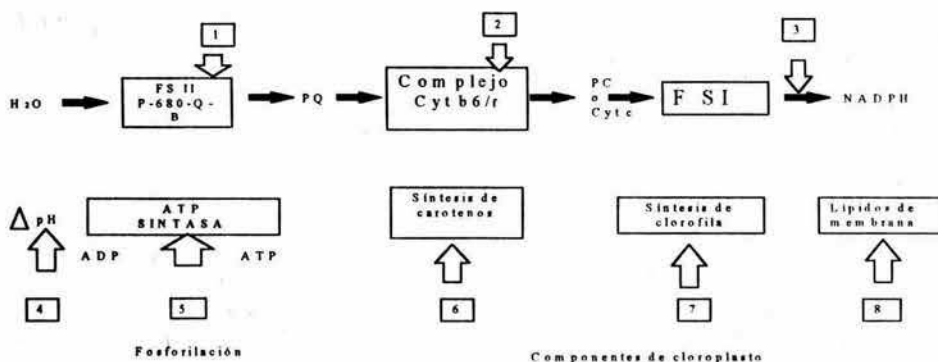 1
2
3
H₂O
FS II
P-680-Q-
B
PQ
Complejo
Cyt b6/r
PC
o
Cyt c
F SI
NADPH
Δ pH
ADP
ATP
SINTASA
ATP
Síntesis de
carotenos
Síntesis de
clorofila
Lípidos de
membrana
4
5
6
7
8
Fosforilación
Componentes de cloroplasto